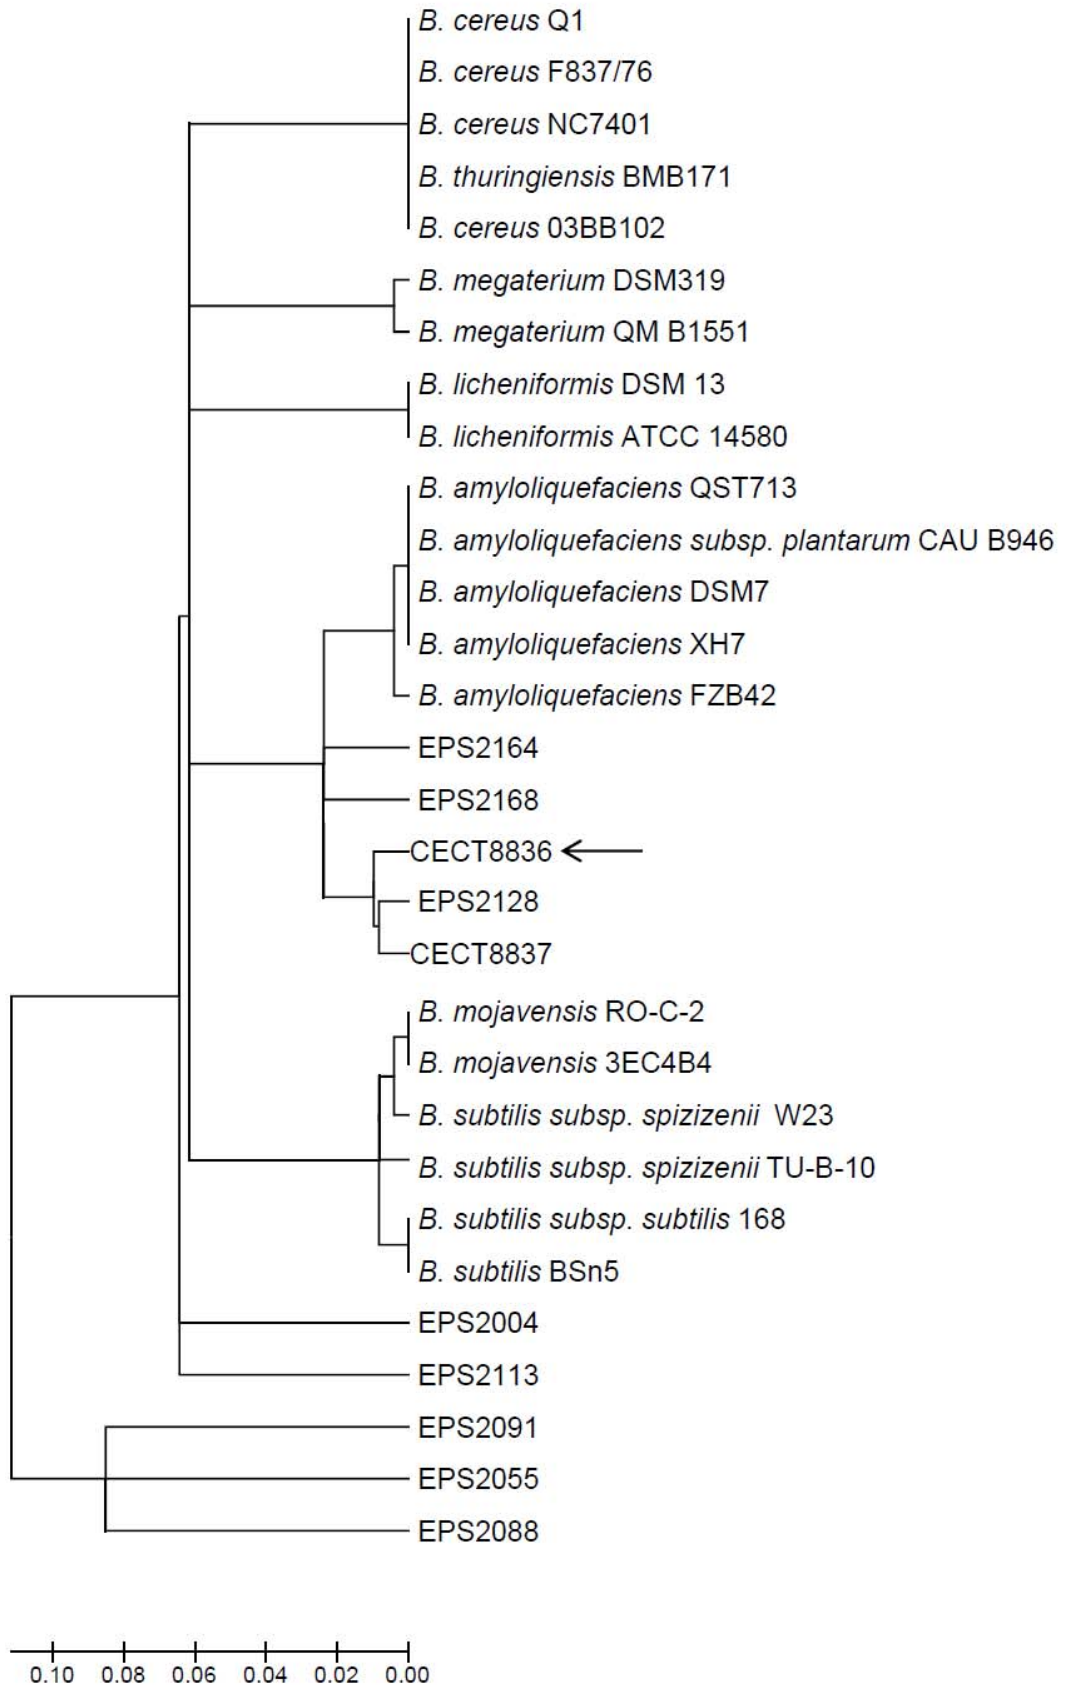 B. cereus Q1
B. cereus F837/76
B. cereus NC7401
B. thuringiensis BMB171
B. cereus 03BB102
B. megaterium DSM319
B. megaterium QM B1551
B. licheniformis DSM 13
B. licheniformis ATCC 14580
B. amyloliquefaciens QST713
B. amyloliquefaciens subsp. plantarum CAU B946
B. amyloliquefaciens DSM7
B. amyloliquefaciens XH7
B. amyloliquefaciens FZB42
EPS2164
EPS2168
CECT8836
EPS2128
CECT8837
B. mojavensis RO-C-2
B. mojavensis 3EC4B4
B. subtilis subsp. spizizenii W23
B. subtilis subsp. spizizenii TU-B-10
B. subtilis subsp. subtilis 168
B. subtilis BSn5
EPS2004
EPS2113
EPS2091
EPS2055
EPS2088
0.10 0.08 0.06 0.04 0.02 0.00